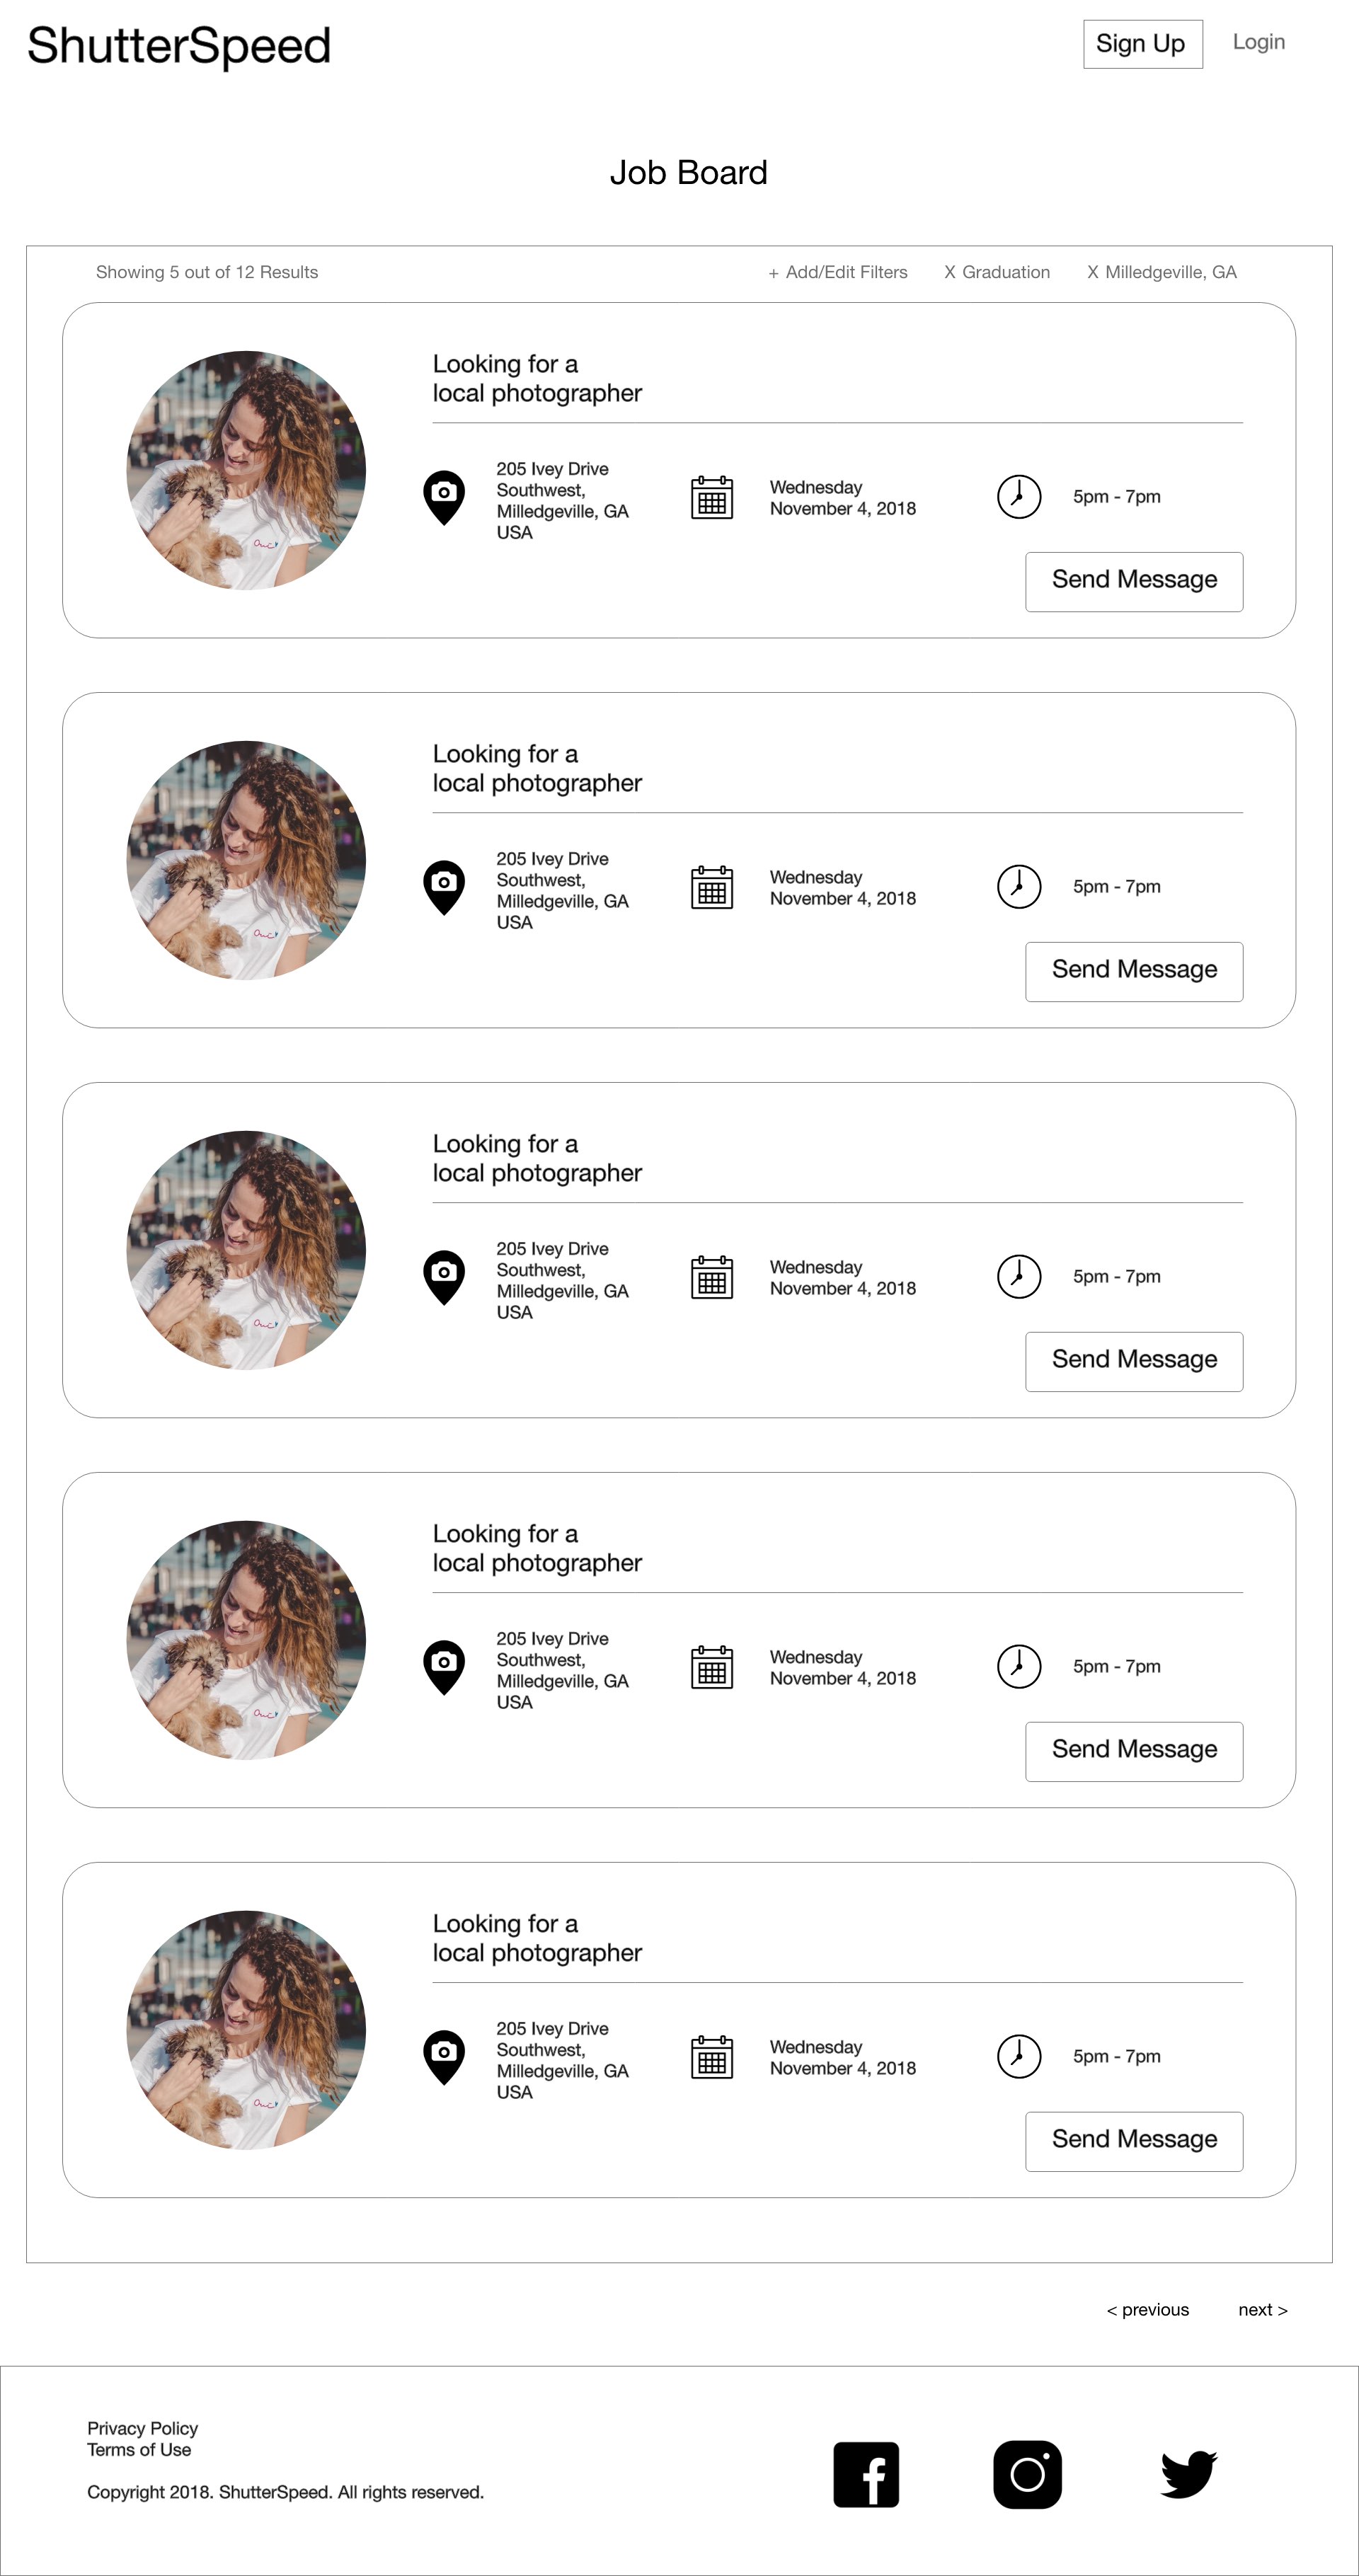 ShutterSpeed
Sign Up
Login
Job Board
Showing 5 out of 12 Results
+ Add/Edit Filters
X Graduation
X Milledgeville, GA
Looking for a
local photographer
205 Ivey Drive
Southwest,
Milledgeville, GA
USA
Wednesday
November 4, 2018
5pm - 7pm
Send Message
Looking for a
local photographer
205 Ivey Drive
Southwest,
Milledgeville, GA
USA
Wednesday
November 4, 2018
5pm - 7pm
Send Message
Looking for a
local photographer
205 Ivey Drive
Southwest,
Milledgeville, GA
USA
Wednesday
November 4, 2018
5pm - 7pm
Send Message
Looking for a
local photographer
205 Ivey Drive
Southwest,
Milledgeville, GA
USA
Wednesday
November 4, 2018
5pm - 7pm
Send Message
Looking for a
local photographer
205 Ivey Drive
Southwest,
Milledgeville, GA
USA
Wednesday
November 4, 2018
5pm - 7pm
Send Message
< previous
next >
Privacy Policy
Terms of Use
Copyright 2018. ShutterSpeed. All rights reserved.